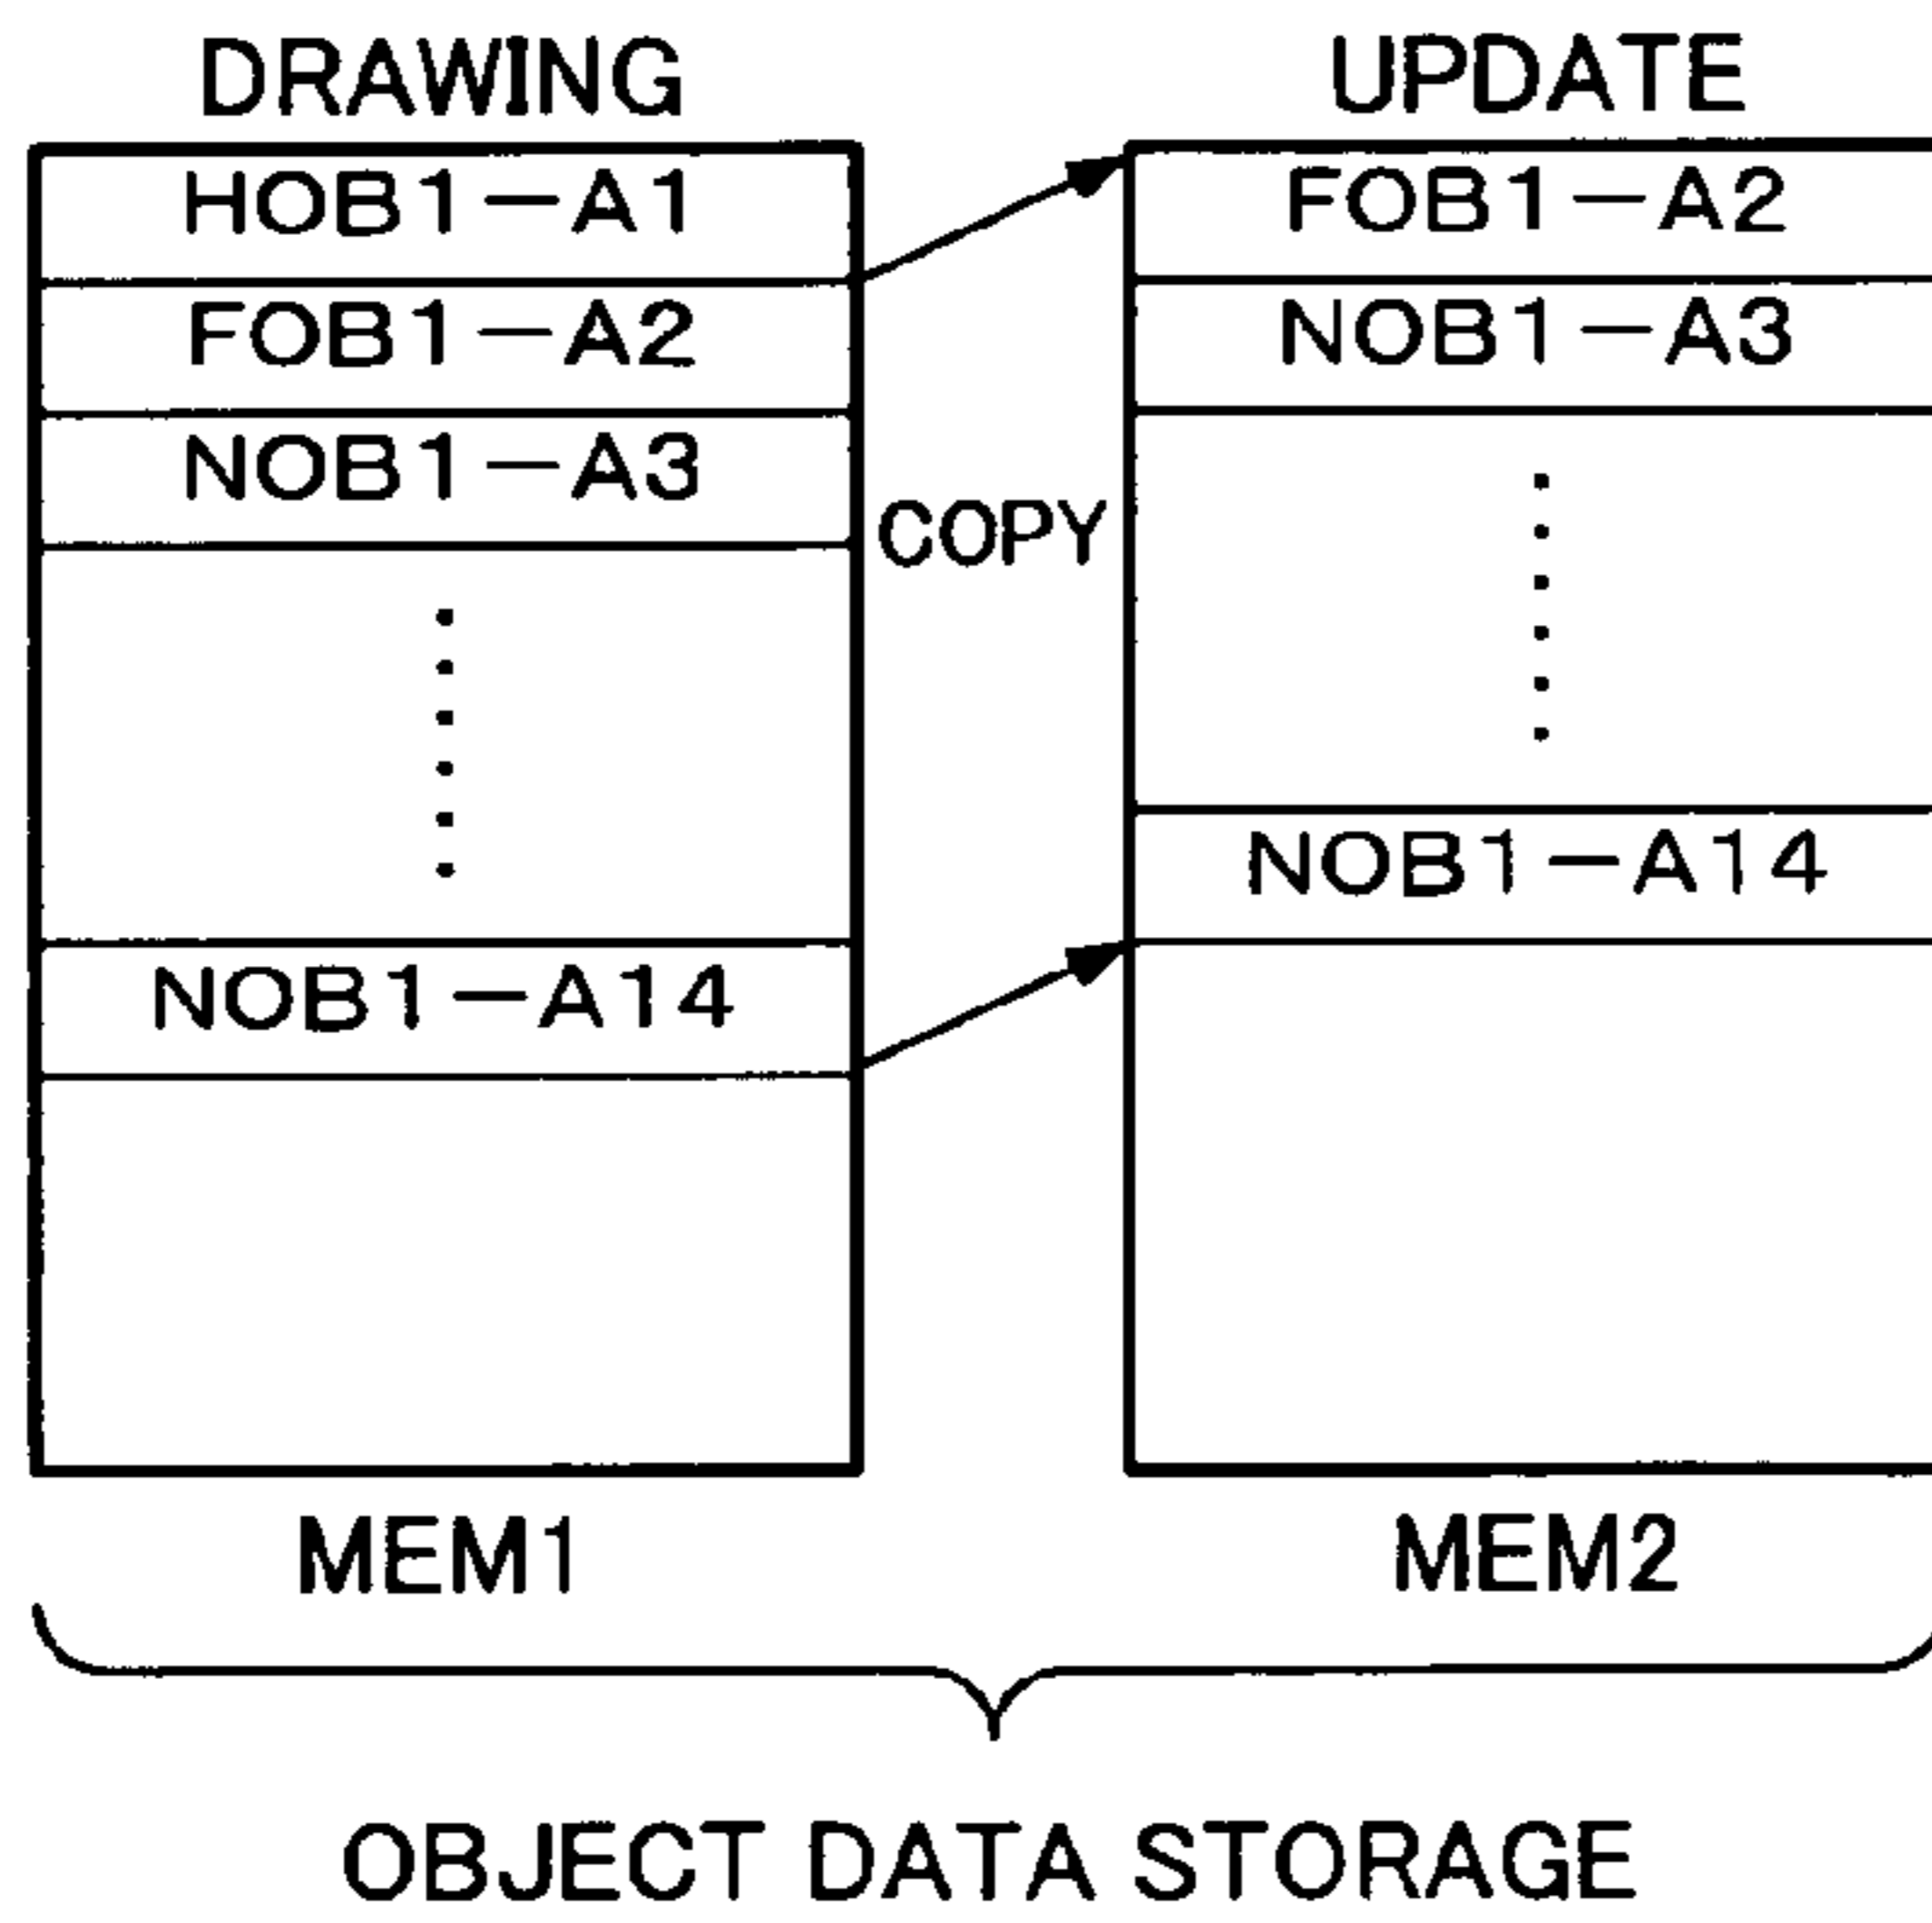 DRAWING
HOB1-A1
FOB1-A2
NOB1-A3
NOB1-A14
MEM1
COPY
UPDATE
FOB1-A2
NOB1-A3
NOB1-A14
MEM2
OBJECT DATA STORAGE